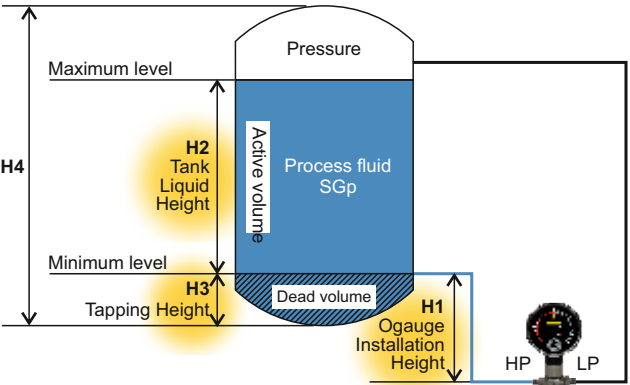 Pressure
Maximum level
H4
H2
Tank
Liquid
Height
Active volume
Process fluid
SGp
Minimum level
H3
Tapping Height
Dead volume
H1
Ogauge
Installation
Height
HP
LP